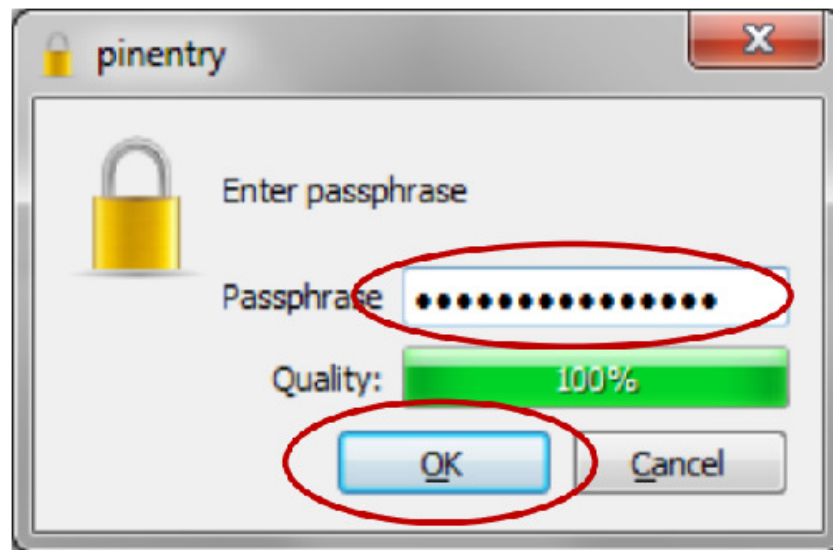 pinentry
Enter passphrase
Passphrase ●●●●●●●●●●●●●●●
Quality: 100%
OK Cancel